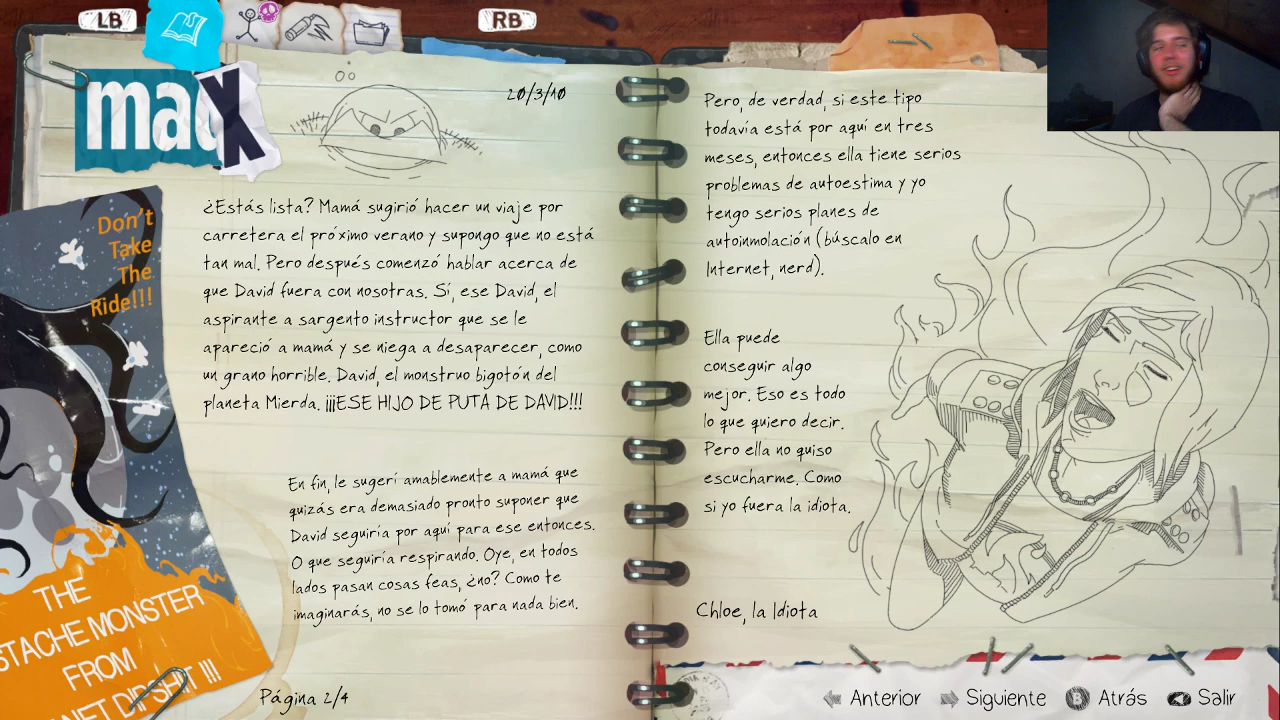 LB
RB
mad
X
20/3/10
Don't
Take
The
Ride!!!
¿Estás lista? Mamá sugirió hacer un viaje por
carretera el próximo verano y supongo que no está
tan mal. Pero después comenzó hablar acerca de
que David fuera con nosotras. Sí, ese David, el
aspirante a sargento instructor que se le
apareció a mamá y se niega a desaparecer, como
un grano horrible. David, el monstruo bigotón del
planeta Mierda. ¡¡¡ESE HIJO DE PUTA DE DAVID!!!
En fin, le sugerí amablemente a mamá que
quizás era demasiado pronto suponer que
David seguiría por aquí para ese entonces.
O que seguiría respirando. Oye, en todos
lados pasan cosas feas, ¿no? Como te
imaginarás, no se lo tomó para nada bien.
THE
STACHE MONSTER
FROM
NET DIPSHIT !!!
Página 2/4
Pero, de verdad, si este tipo
todavía está por aquí en tres
meses, entonces ella tiene serios
problemas de autoestima y yo
tengo serios planes de
autoinmolación (búscalo en
Internet, nerd).
Ella puede
conseguir algo
mejor. Eso es todo
lo que quiero decir.
Pero ella no quiso
escucharme. Como
si yo fuera la idiota.
Chloe, la Idiota
Anterior
Siguiente
B Atrás
Salir